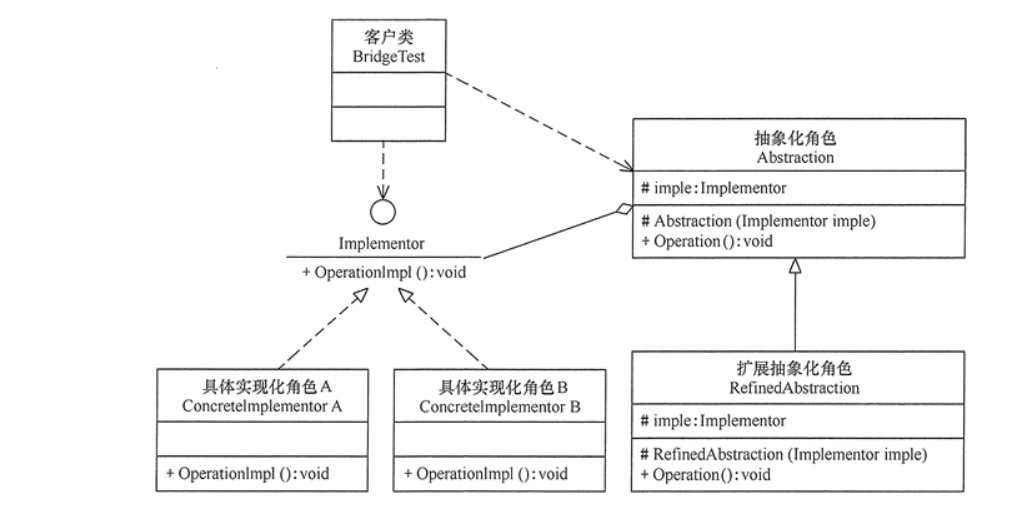 客户类
BridgeTest
抽象化角色
Abstraction
# imple:Implementor
# Abstraction (Implementor imple)
+ Operation():void
Implementor
+ OperationImpl ():void
具体实现化角色A
ConcreteImplementor A
+ OperationImpl ():void
具体实现化角色B
ConcreteImplementor B
+ OperationImpl ():void
扩展抽象化角色
RefinedAbstraction
# imple:Implementor
# RefinedAbstraction (Implementor imple)
+ Operation():void